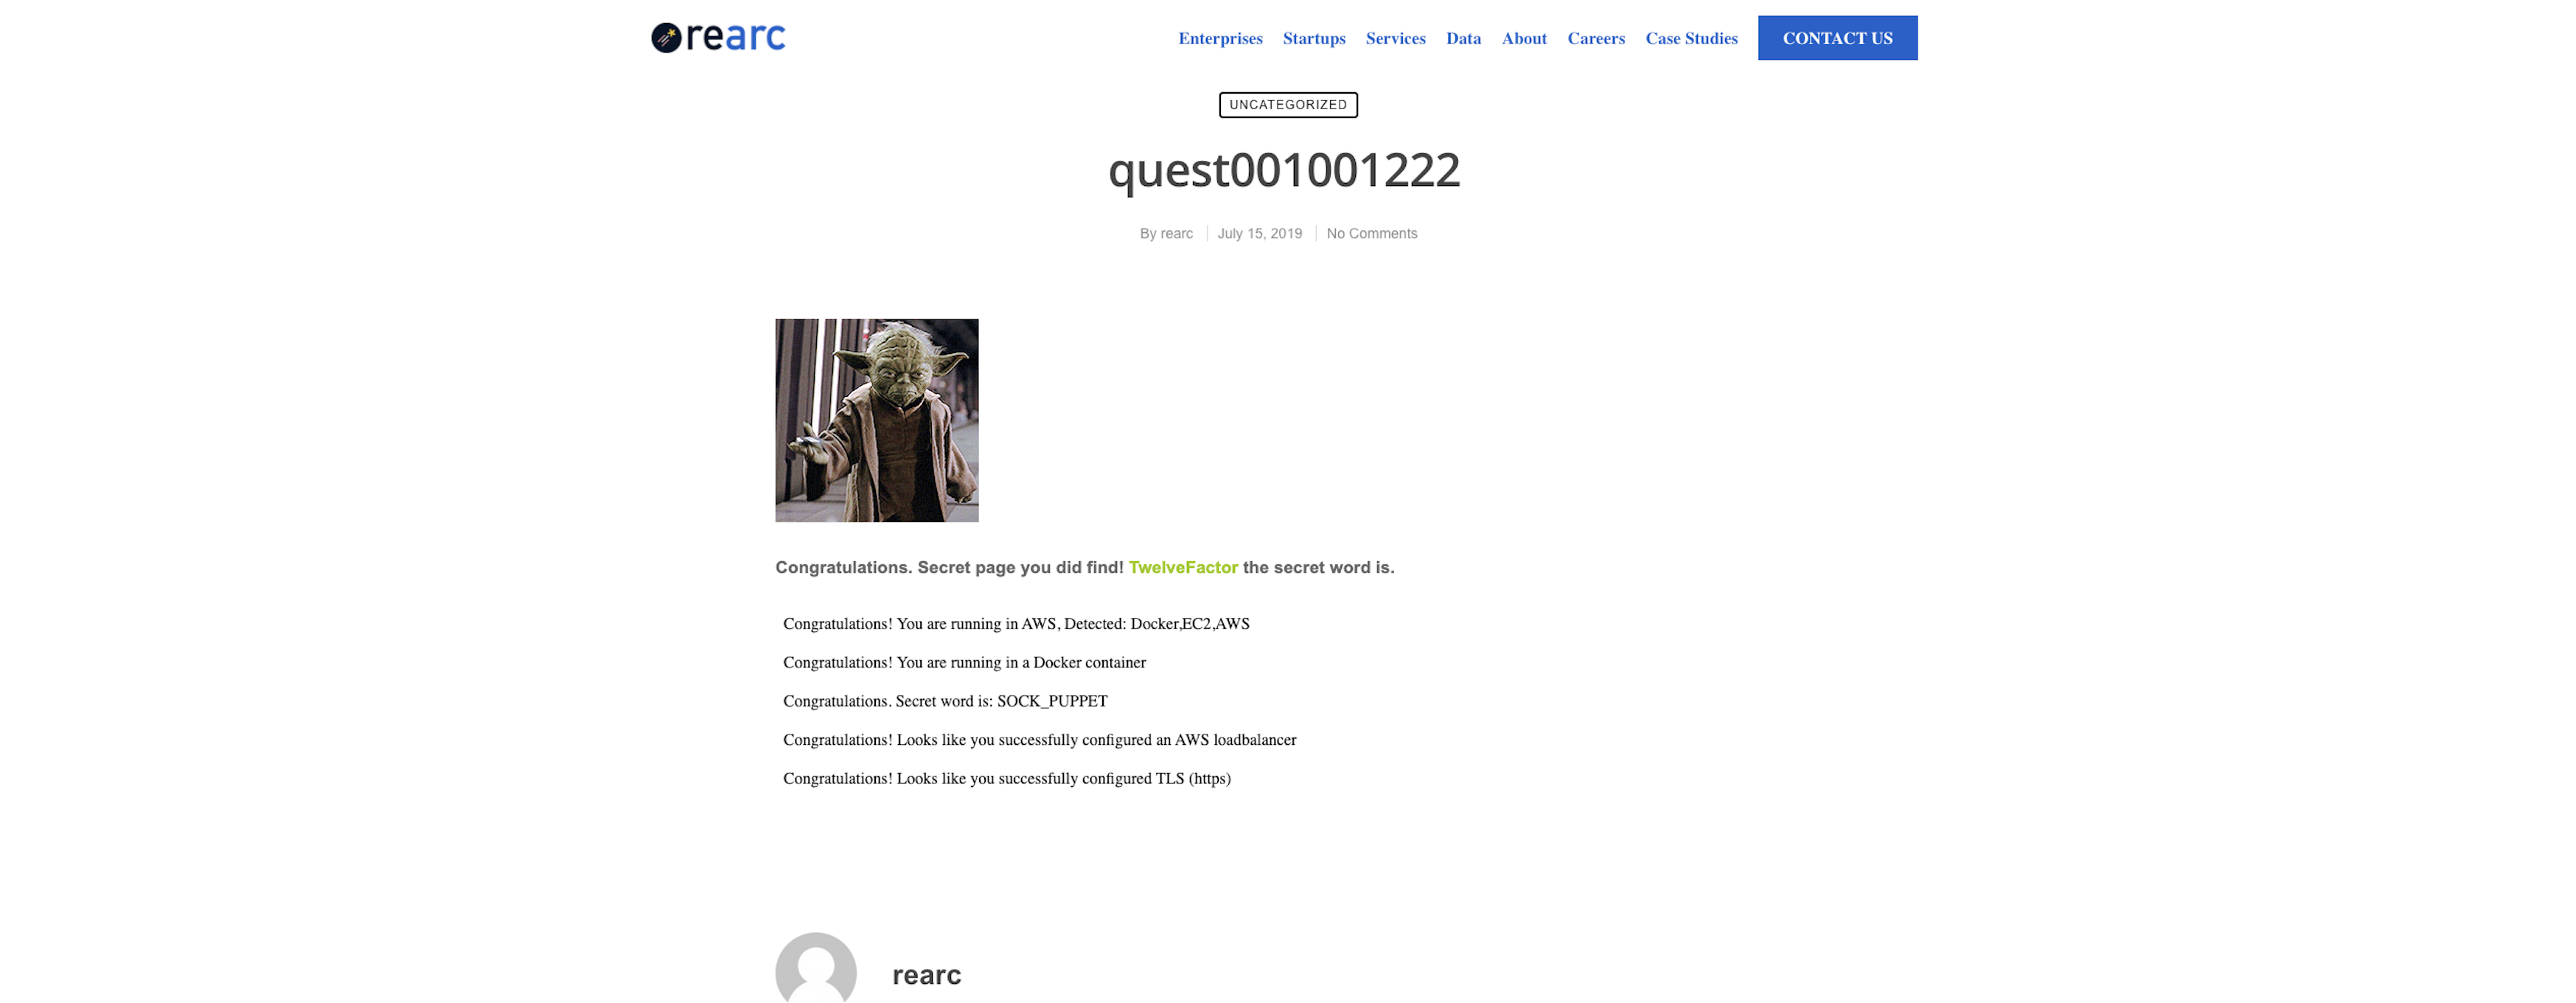 rearc
Enterprises Startups Services Data About Careers Case Studies CONTACT US
UNCATEGORIZED
quest001001222
By rearc July 15, 2019 No Comments
Congratulations. Secret page you did find! TwelveFactor the secret word is.
Congratulations! You are running in AWS, Detected: Docker,EC2,AWS
Congratulations! You are running in a Docker container
Congratulations. Secret word is: SOCK_PUPPET
Congratulations! Looks like you successfully configured an AWS loadbalancer
Congratulations! Looks like you successfully configured TLS (https)
rearc